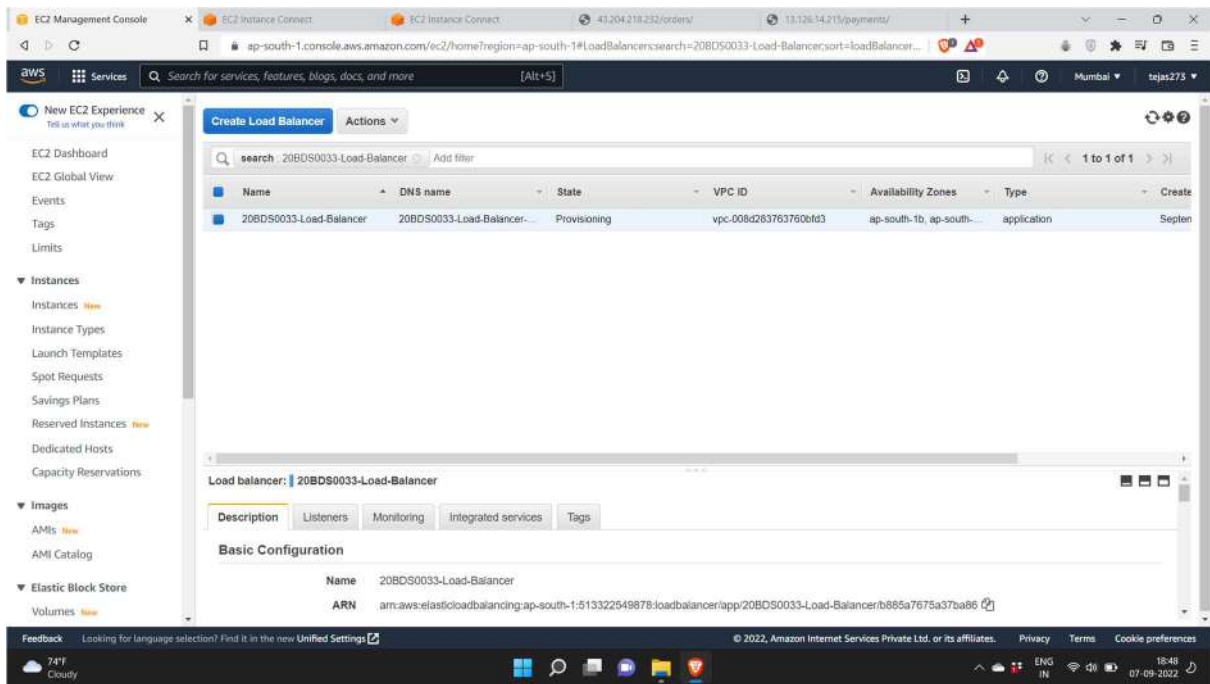 EC2 Management Console
EC2 Instance Connect
EC2 Instance Connect
43.204.218.232/orders/
13.126.14.215/payments/
ap-south-1.console.aws.amazon.com/ec2/home?region=ap-south-1#LoadBalancers:search=20BDS0033-Load-Balancer;sort=loadBalancer...
aws
Services
Search for services, features, blogs, docs, and more
[Alt+S]
Mumbai
tejas273
New EC2 Experience
Tell us what you think
EC2 Dashboard
EC2 Global View
Events
Tags
Limits
Instances
Instances New
Instance Types
Launch Templates
Spot Requests
Savings Plans
Reserved Instances New
Dedicated Hosts
Capacity Reservations
Images
AMIs New
AMI Catalog
Elastic Block Store
Volumes New
Create Load Balancer
Actions
search : 20BDS0033-Load-Balancer Add filter
1 to 1 of 1
Name DNS name State VPC ID Availability Zones Type Create
20BDS0033-Load-Balancer 20BDS0033-Load-Balancer-... Provisioning vpc-008d283763760bfd3 ap-south-1b, ap-south-... application Septen
Load balancer: 20BDS0033-Load-Balancer
Description Listeners Monitoring Integrated services Tags
Basic Configuration
Name 20BDS0033-Load-Balancer
ARN arn:aws:elasticloadbalancing:ap-south-1:513322549878:loadbalancer/app/20BDS0033-Load-Balancer/b885a7675a37ba86
Feedback Looking for language selection? Find it in the new Unified Settings
© 2022, Amazon Internet Services Private Ltd. or its affiliates. Privacy Terms Cookie preferences
74°F
Cloudy
ENG
IN
18:48
07-09-2022